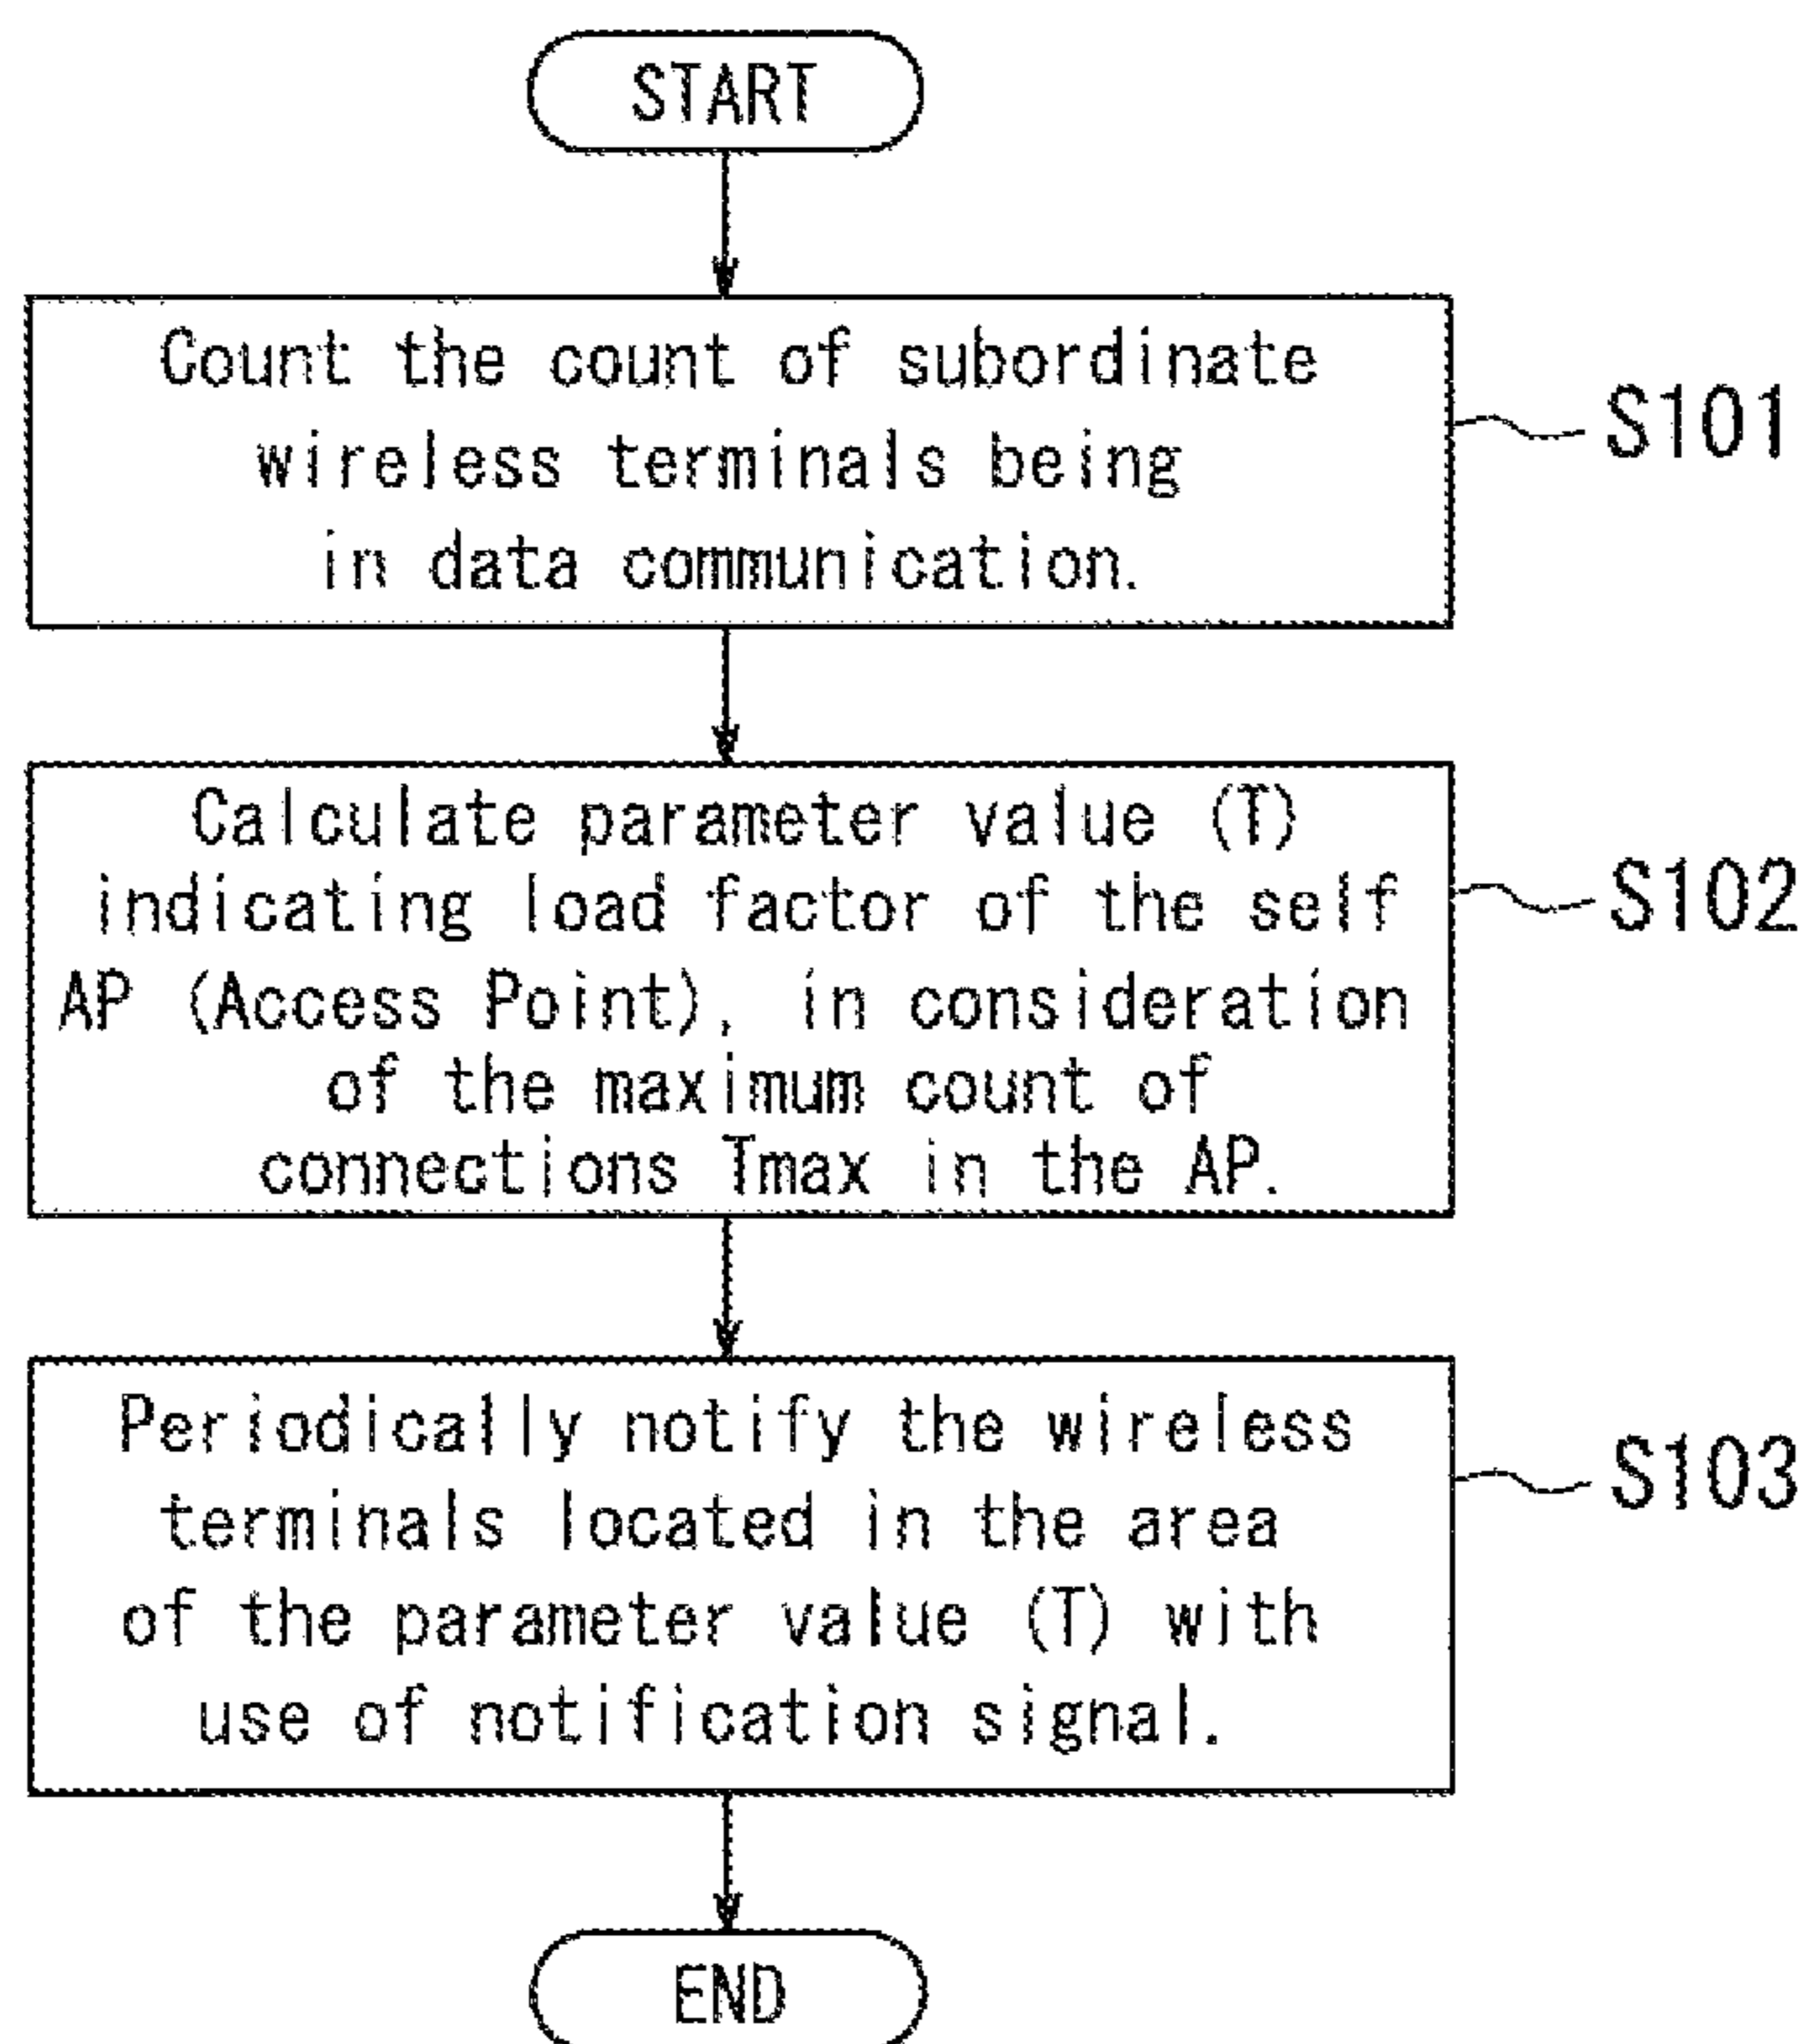 START
Count the count of subordinate
wireless terminals being
in data communication.
S101
Calculate parameter value (T)
indicating load factor of the self
AP (Access Point), in consideration
of the maximum count of
connections Tmax in the AP.
S102
Periodically notify the wireless
terminals located in the area
of the parameter value (T) with
use of notification signal.
S103
END